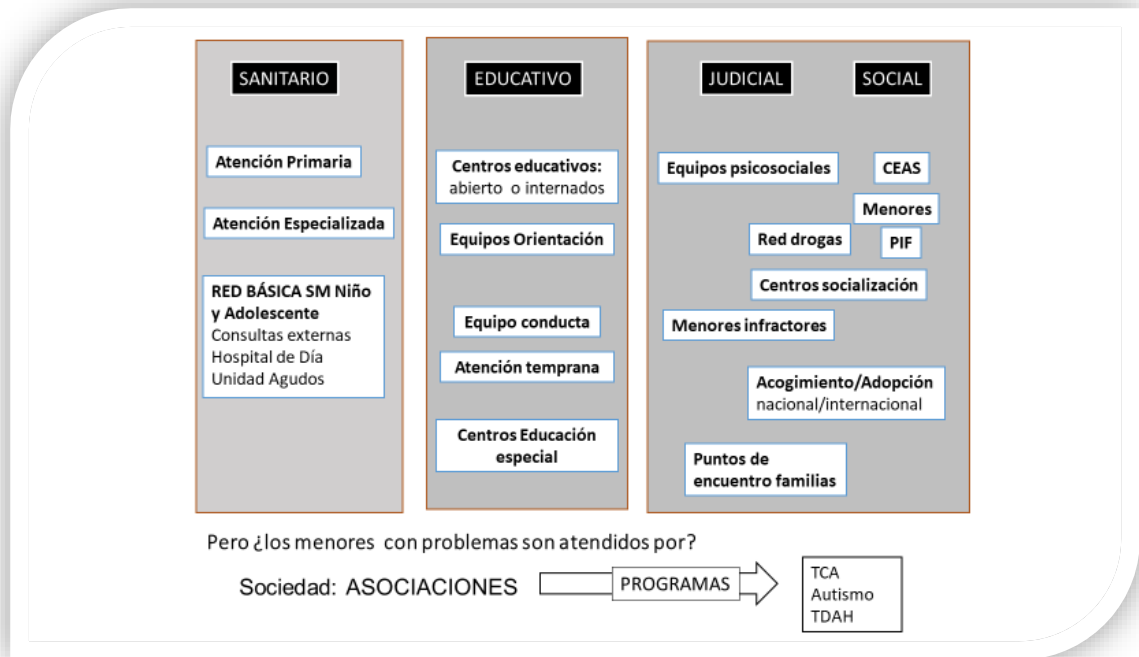 SANITARIO
Atención Primaria
Atención Especializada
RED BÁSICA SM Niño
y Adolescente
Consultas externas
Hospital de Día
Unidad Agudos
EDUCATIVO
Centros educativos:
abierto o internados
Equipos Orientación
Equipo conducta
Atención temprana
Centros Educación
especial
JUDICIAL
SOCIAL
Equipos psicosociales
CEAS
Menores
Red drogas
PIF
Centros socialización
Menores infractores
Acogimiento/Adopción
nacional/internacional
Puntos de
encuentro familias
Pero ¿los menores con problemas son atendidos por?
Sociedad: ASOCIACIONES
PROGRAMAS
TCA
Autismo
TDAH